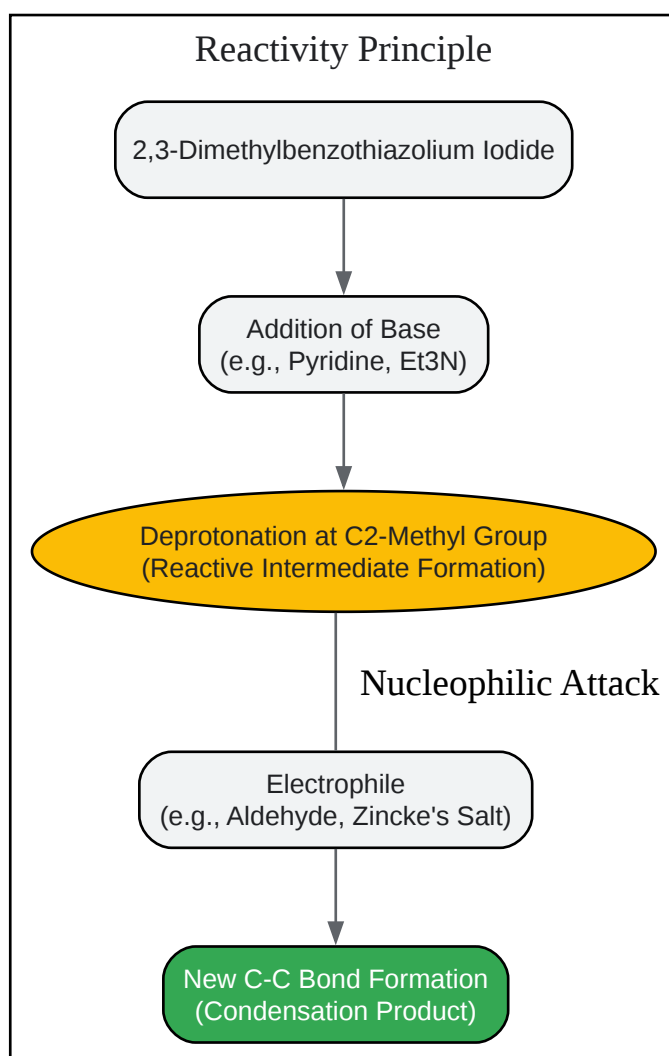 Reactivity Principle
2,3-Dimethylbenzothiazolium Iodide
Addition of Base
(e.g., Pyridine, Et3N)
Deprotonation at C2-Methyl Group
(Reactive Intermediate Formation)
Nucleophilic Attack
Electrophile
(e.g., Aldehyde, Zincke's Salt)
New C-C Bond Formation
(Condensation Product)